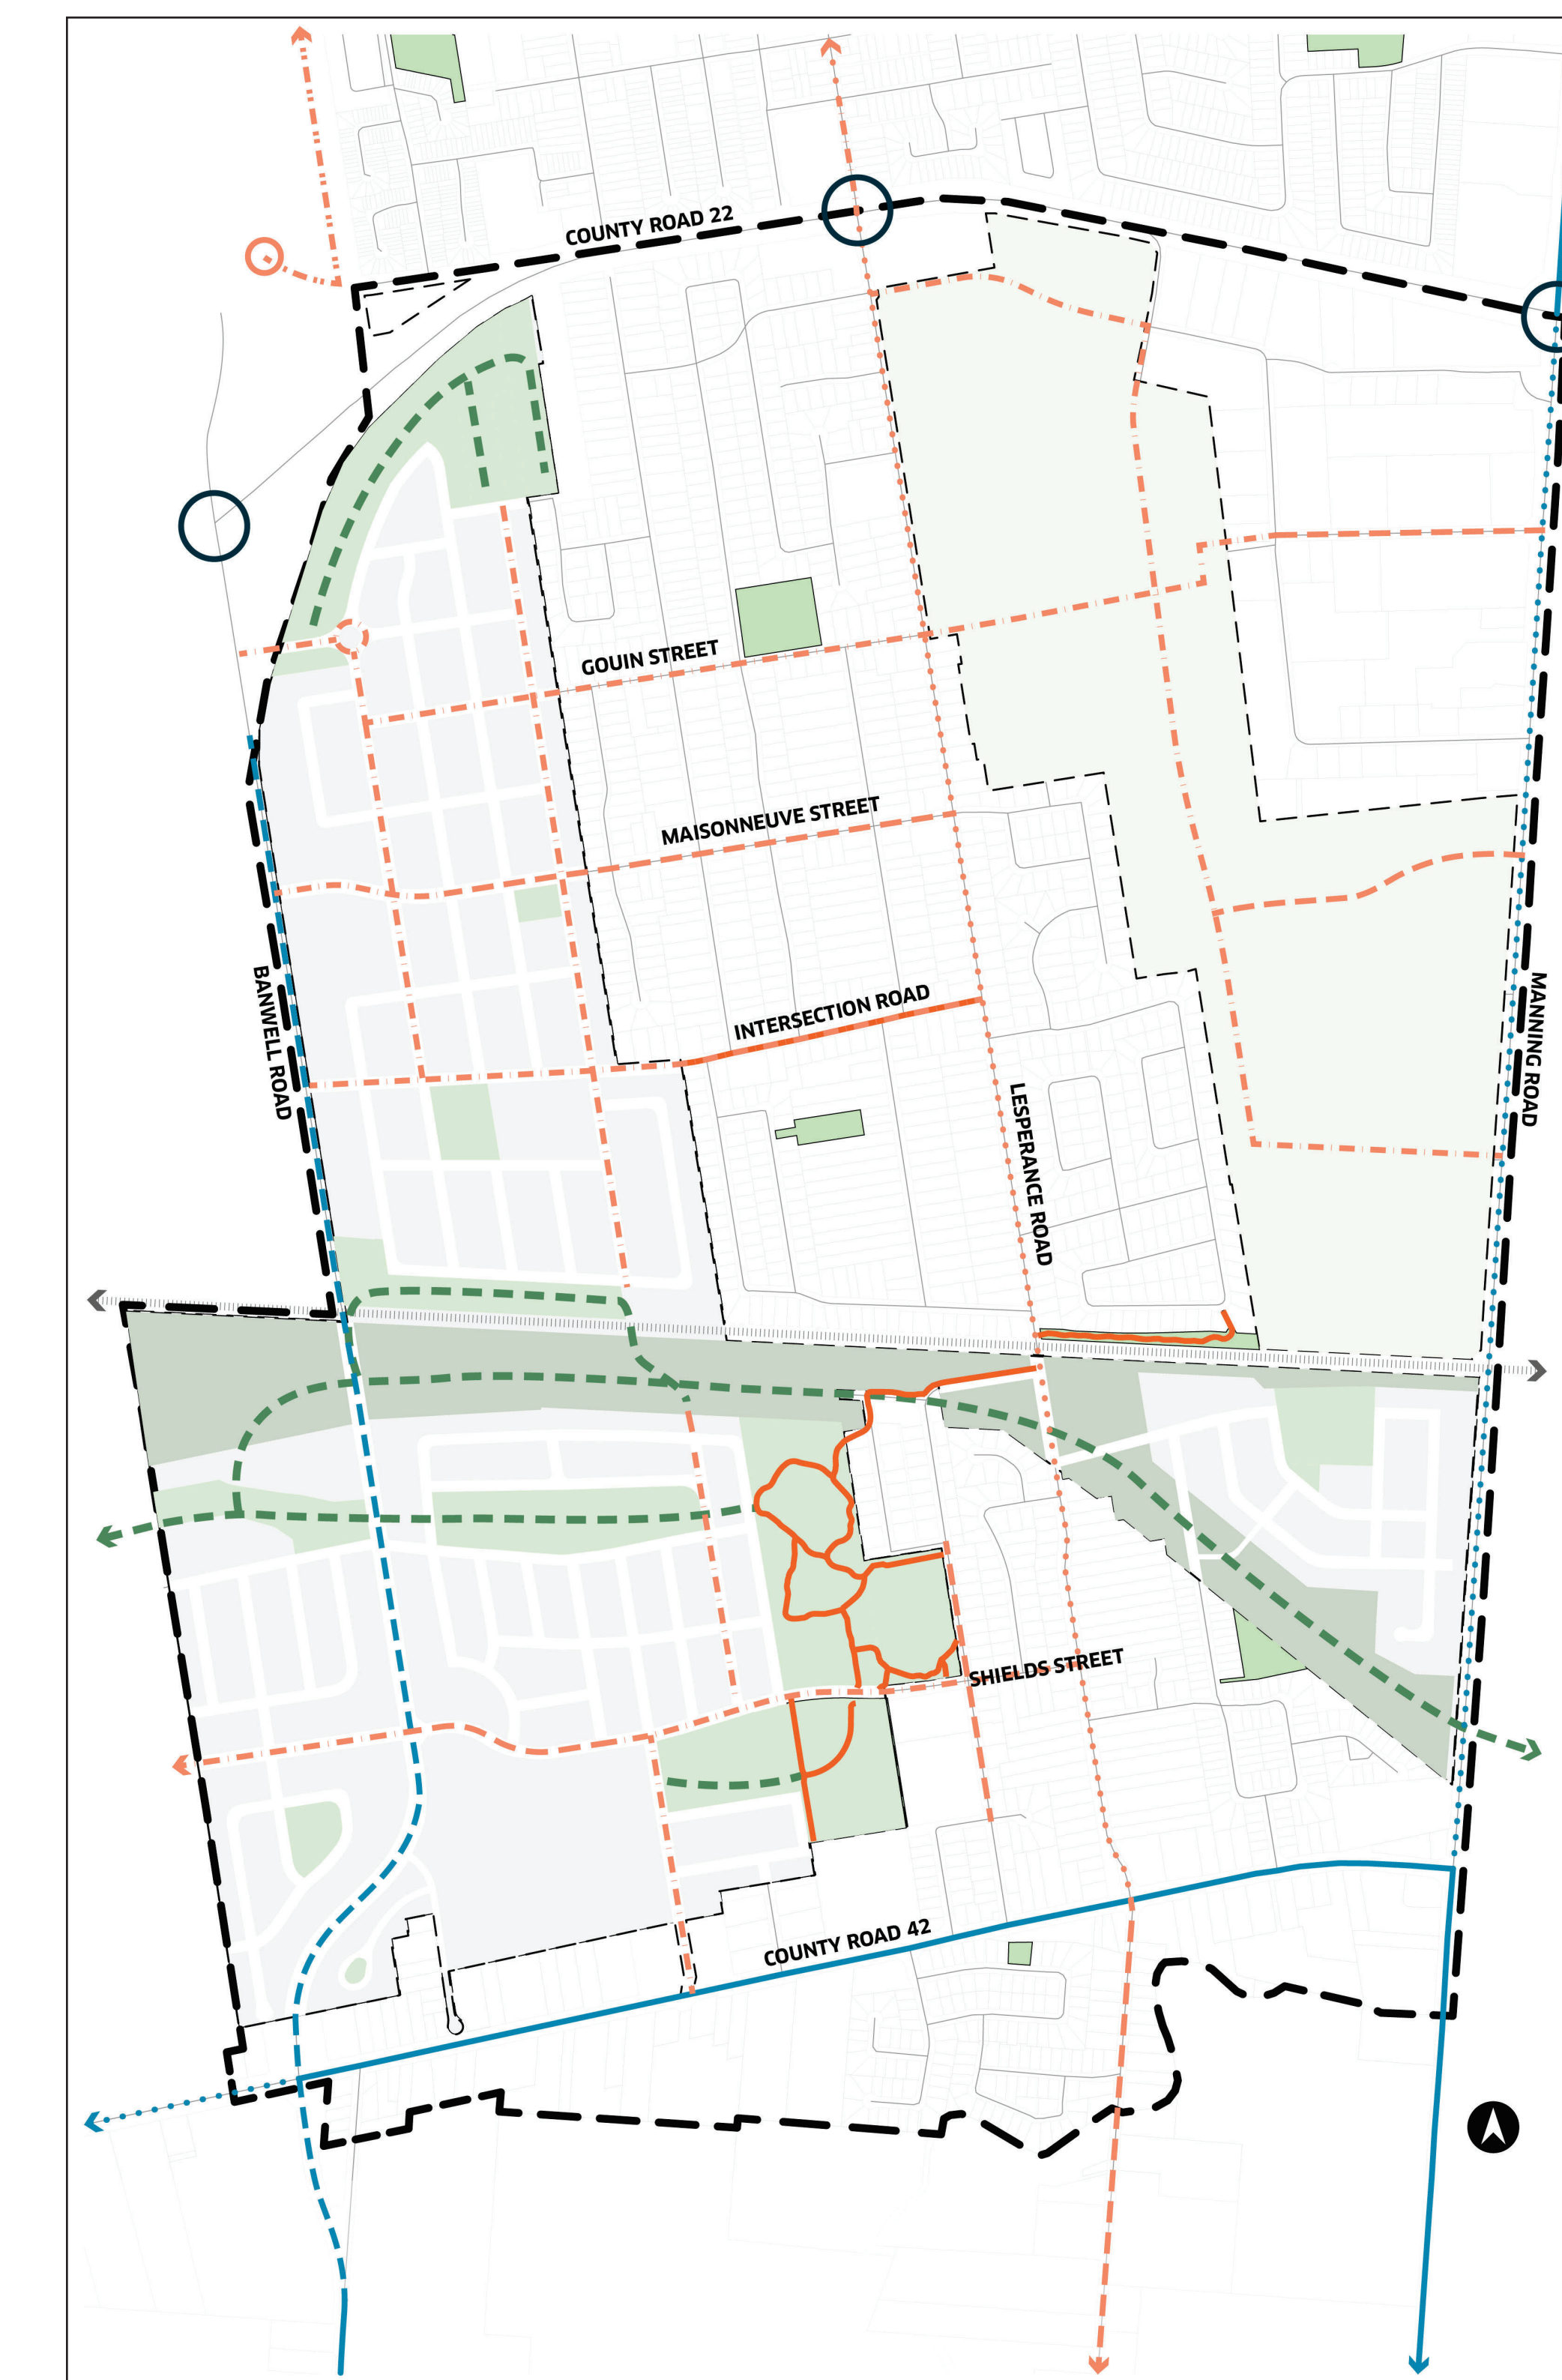 COUNTY ROAD 22
GOUIN STREET
MAISONNEUVE STREET
BANWELL ROAD
INTERSECTION ROAD
MANNING ROAD
LESPERANCE ROAD
SHIELDS STREET
COUNTY ROAD 42